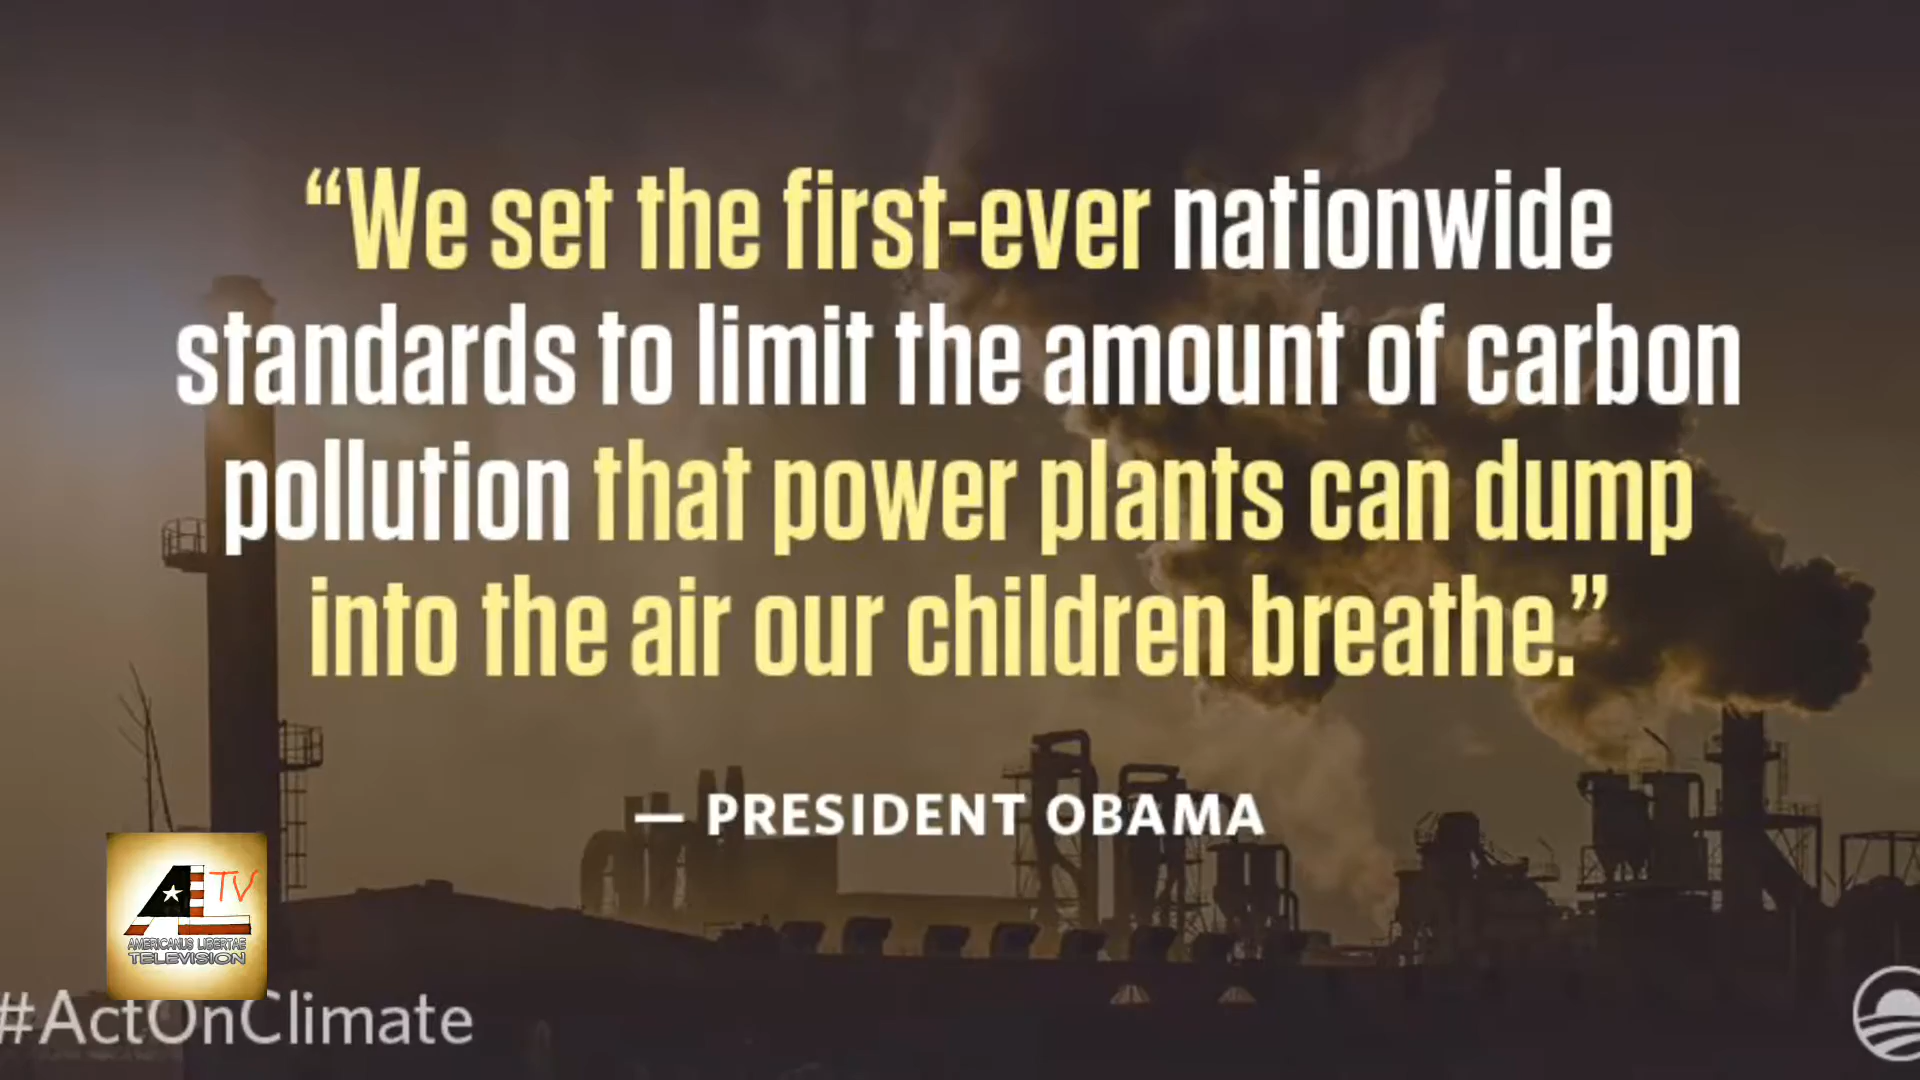 “We set the first-ever nationwide
standards to limit the amount of carbon
pollution that power plants can dump
into the air our children breathe.”
— PRESIDENT OBAMA
TV
AMERICANUS LIBERTAE
TELEVISION
#ActOnClimate